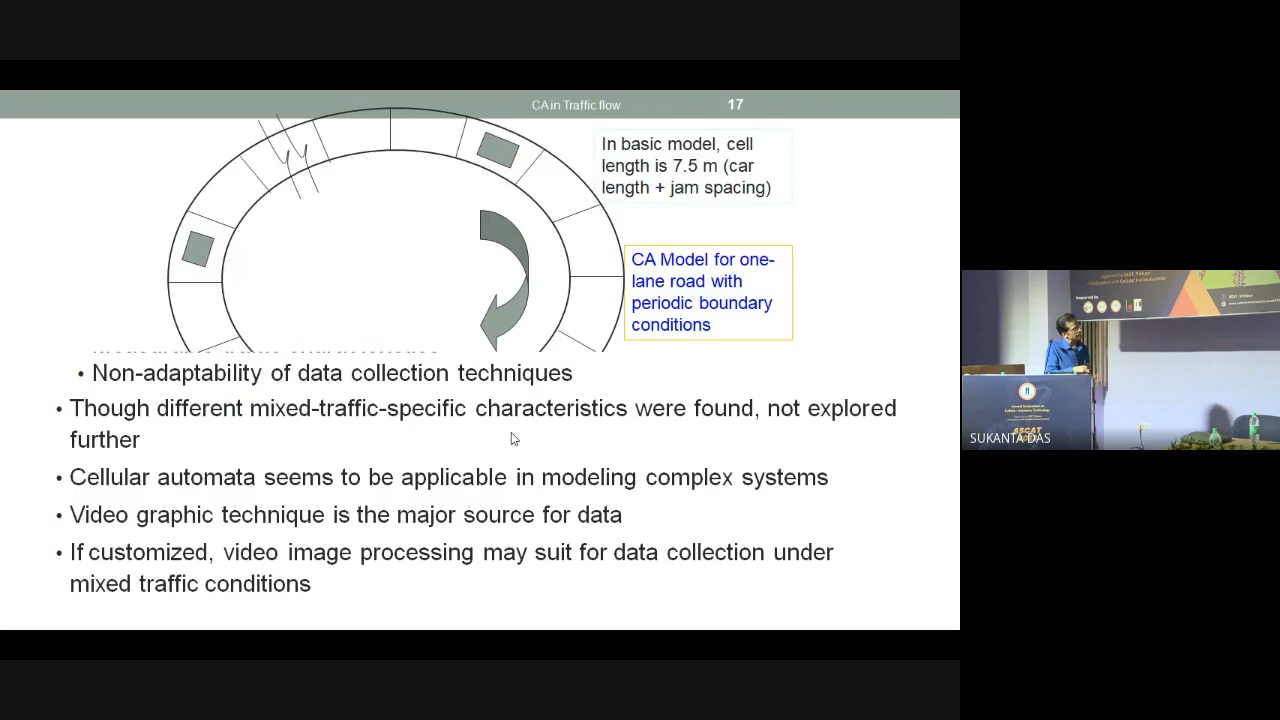 CA in Traffic flow
17
In basic model, cell
length is 7.5 m (car
length + jam spacing)
CA Model for one-
lane road with
periodic boundary
conditions
• Non-adaptability of data collection techniques
• Though different mixed-traffic-specific characteristics were found, not explored
further
• Cellular automata seems to be applicable in modeling complex systems
• Video graphic technique is the major source for data
• If customized, video image processing may suit for data collection under
mixed traffic conditions
Supported by
SUKANTA DAS